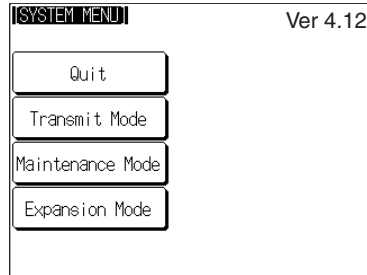 [SYSTEM MENU]
Ver 4.12
Quit
Transmit Mode
Maintenance Mode
Expansion Mode